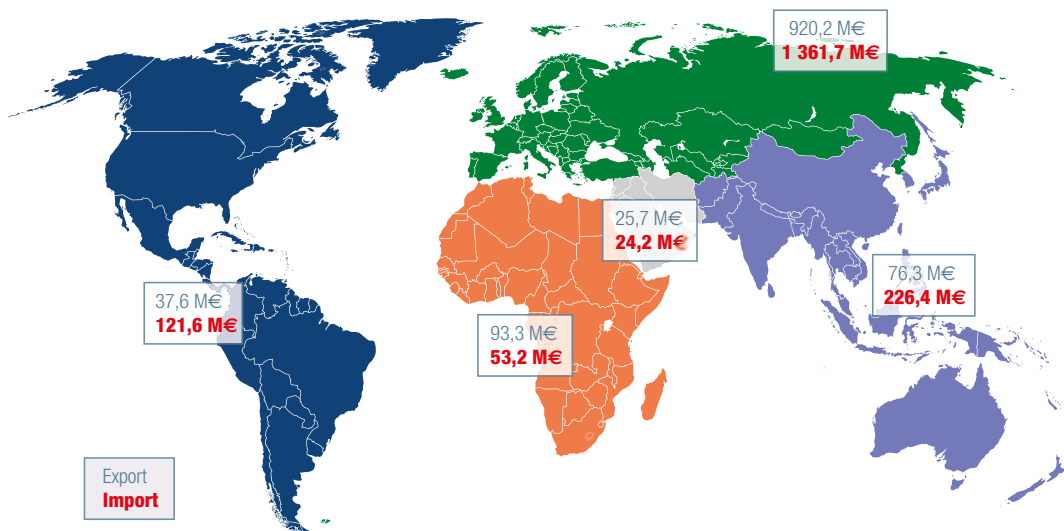 920,2 M€
1 361,7 M€
25,7 M€
24,2 M€
76,3 M€
226,4 M€
37,6 M€
121,6 M€
93,3 M€
53,2 M€
Export
Import